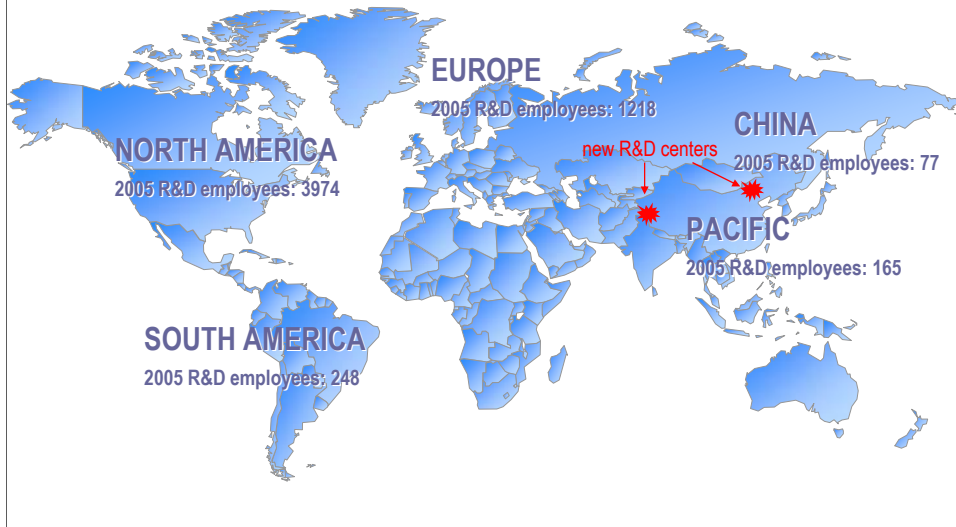 EUROPE
2005 R&D employees: 1218
CHINA
2005 R&D employees: 77
new R&D centers
NORTH AMERICA
2005 R&D employees: 3974
PACIFIC
2005 R&D employees: 165
SOUTH AMERICA
2005 R&D employees: 248